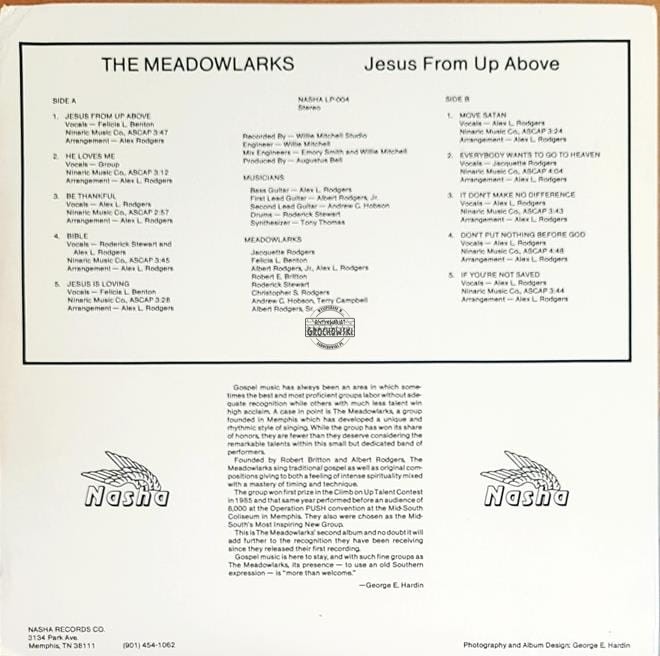 THE MEADOWLARKS
Jesus From Up Above
SIDE A
1. JESUS FROM UP ABOVE
Vocals — Felicia L. Benton
Ninaric Music Co., ASCAP 3:47
Arrangement — Alex Rodgers
2. HE LOVES ME
Vocals — Group
Ninaric Music Co., ASCAP 3:12
Arrangement — Alex L. Rodgers
3. BE THANKFUL
Vocals — Alex L. Rodgers
Ninaric Music Co., ASCAP 2:57
Arrangement — Alex L. Rodgers
4. BIBLE
Vocals — Roderick Stewart and
Alex L. Rodgers
Ninaric Music Co., ASCAP 3:45
Arrangement — Alex L. Rodgers
5. JESUS IS LOVING
Vocals — Felicia L. Benton
Ninaric Music Co., ASCAP 3:28
Arrangement — Alex L. Rodgers
NASHA LP-004
Stereo
Recorded By — Willie Mitchell Studio
Engineer — Willie Mitchell
Mix Engineers — Emory Smith and Willie Mitchell
Produced By — Augustus Bell
MUSICIANS
Bass Guitar — Alex L. Rodgers
First Lead Guitar — Albert Rodgers, Jr.
Second Lead Guitar — Andrew C. Hobson
Drums — Roderick Stewart
Synthesizer — Tony Thomas
MEADOWLARKS
Jacquette Rodgers
Felicia L. Benton
Albert Rodgers, Jr., Alex L. Rodgers
Robert E. Britton
Roderick Stewart
Christopher S. Rodgers
Andrew C. Hobson, Terry Campbell
Albert Rodgers, Sr.
ANTYKWARIAT
GROCHOWSKI
SIDE B
1. MOVE SATAN
Vocals — Alex L. Rodgers
Ninaric Music Co., ASCAP 3:24
Arrangement — Alex L. Rodgers
2. EVERYBODY WANTS TO GO TO HEAVEN
Vocals — Jacquette Rodgers
Ninaric Music Co., ASCAP 4:04
Arrangement — Alex L. Rodgers
3. IT DON'T MAKE NO DIFFERENCE
Vocals — Alex L. Rodgers
Ninaric Music Co., ASCAP 3:43
Arrangement — Alex L. Rodgers
4. DON'T PUT NOTHING BEFORE GOD
Vocals — Alex L. Rodgers
Ninaric Music Co., ASCAP 4:48
Arrangement — Alex L. Rodgers
5. IF YOU'RE NOT SAVED
Vocals — Alex L. Rodgers
Ninaric Music Co., ASCAP 3:44
Arrangement — Alex L. Rodgers
Gospel music has always been an area in which some-
times the best and most proficient groups labor without ade-
quate recognition while others with much less talent win
high acclaim. A case in point is The Meadowlarks, a group
founded in Memphis which has developed a unique and
rhythmic style of singing. While the group has won its share
of honors, they are fewer than they deserve considering the
remarkable talents within this small but dedicated band of
performers.
Founded by Robert Britton and Albert Rodgers, The
Meadowlarks sing traditional gospel as well as original com-
positions giving to both a feeling of intense spirituality mixed
with a mastery of timing and technique.
The group won first prize in the Climb on Up Talent Contest
in 1985 and that same year performed before an audience of
8,000 at the Operation PUSH convention at the Mid-South
Coliseum in Memphis. They also were chosen as the Mid-
South's Most Inspiring New Group.
This is The Meadowlarks' second album and no doubt it will
add further to the recognition they have been receiving
since they released their first recording.
Gospel music is here to stay, and with such fine groups as
The Meadowlarks, its presence — to use an old Southern
expression — is "more than welcome."
—George E. Hardin
Nasha
Nasha
NASHA RECORDS CO.
3134 Park Ave.
Memphis, TN 38111
(901) 454-1062
Photography and Album Design: George E. Hardin